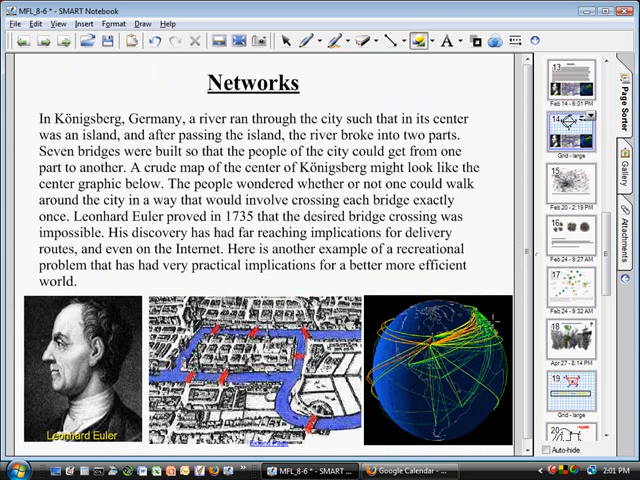 MFL_8-6 * - SMART Notebook
File Edit View Insert Format Draw Help
Networks
In Königsberg, Germany, a river ran through the city such that in its center
was an island, and after passing the island, the river broke into two parts.
Seven bridges were built so that the people of the city could get from one
part to another. A crude map of the center of Königsberg might look like the
center graphic below. The people wondered whether or not one could walk
around the city in a way that would involve crossing each bridge exactly
once. Leonhard Euler proved in 1735 that the desired bridge crossing was
impossible. His discovery has had far reaching implications for delivery
routes, and even on the Internet. Here is another example of a recreational
problem that has had very practical implications for a better more efficient
world.
Leonhard Euler
13
Feb 14 - 6:01 PM
14
Grid - large
15
Feb 20 - 2:19 PM
16
Feb 24 - 9:27 AM
17
Feb 24 - 9:32 AM
18
Apr 27 - 8:14 PM
19
Grid - large
20
Auto-hide
Page Sorter
Gallery
Attachments
MFL_8-6 * - SMART ...
Google Calendar - ...
2:01 PM